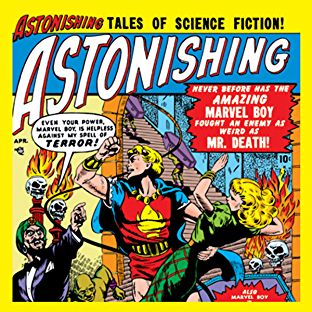 ASTONISHING TALES OF SCIENCE FICTION!
ASTONISHING
NEVER BEFORE HAS THE
AMAZING
MARVEL BOY
FOUGHT AN ENEMY AS
WEIRD AS
MR. DEATH!
EVEN YOUR POWER,
MARVEL BOY, IS HELPLESS
AGAINST MY SPELL OF
TERROR!
APR.
10¢
ALSO
MARVEL BOY